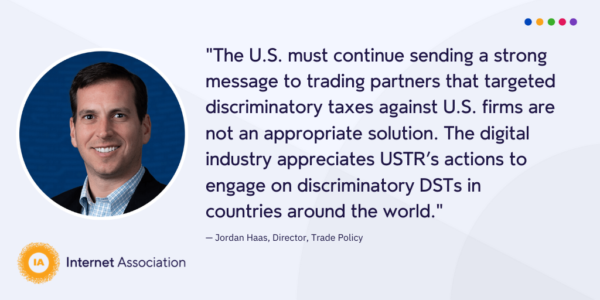 "The U.S. must continue sending a strong
message to trading partners that targeted
discriminatory taxes against U.S. firms are
not an appropriate solution. The digital
industry appreciates USTR’s actions to
engage on discriminatory DSTs in
countries around the world."
— Jordan Haas, Director, Trade Policy
IA
Internet Association